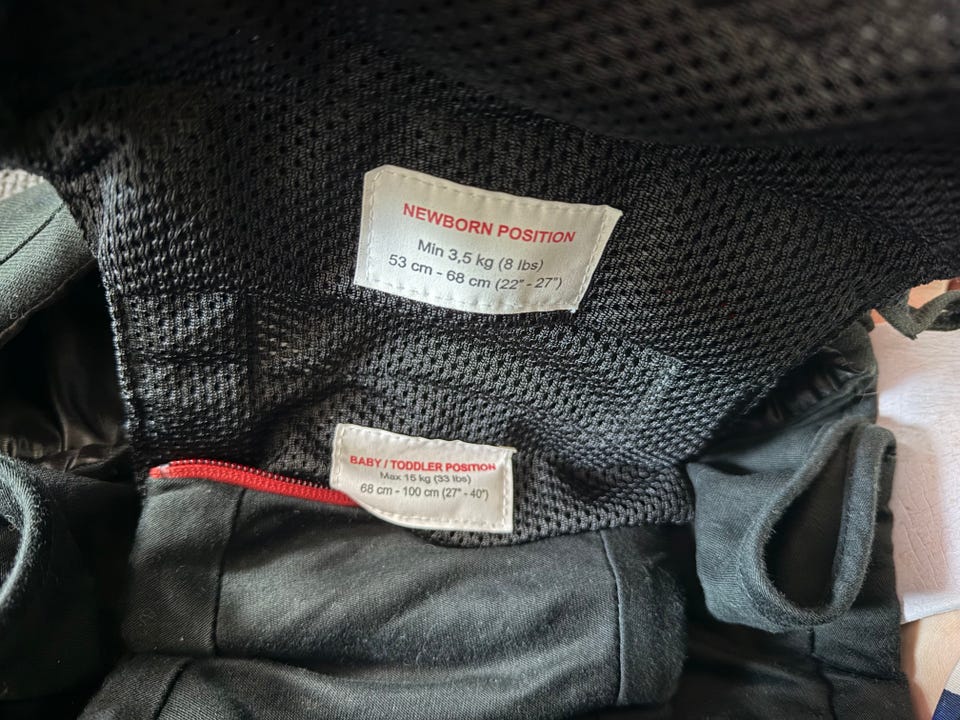 NEWBORN POSITION
Min 3,5 kg (8 lbs)
53 cm - 68 cm (22" - 27")
BABY / TODDLER POSITION
Max 15 kg (33 lbs)
68 cm - 100 cm (27" - 40")